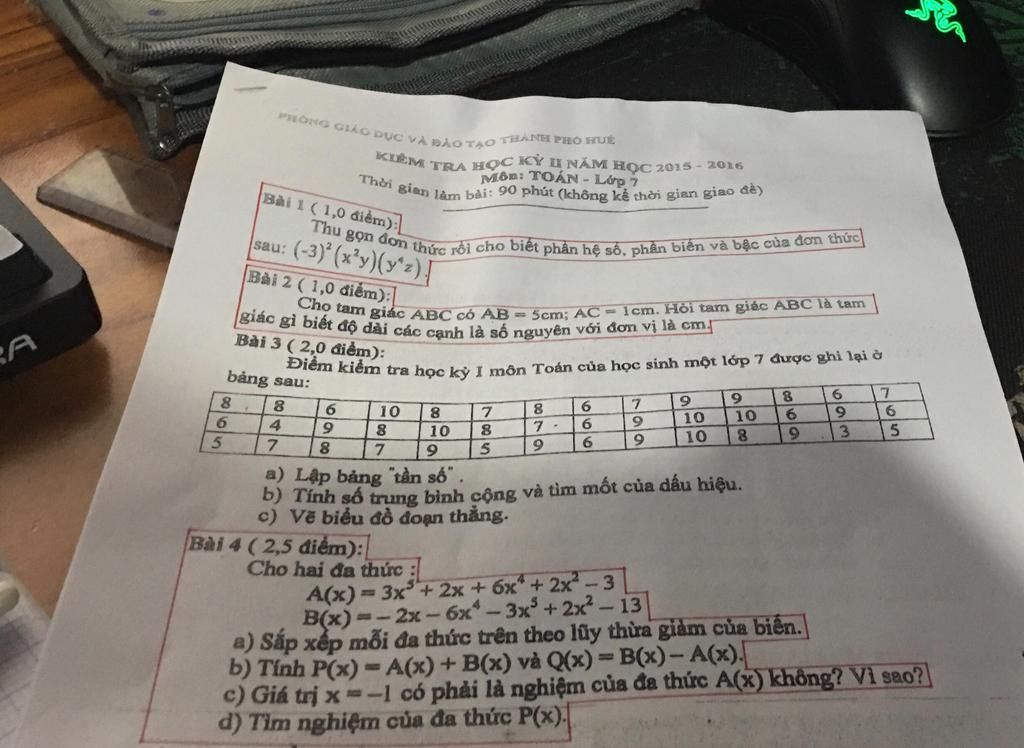 PHÒNG GIÁO DỤC VÀ ĐÀO TẠO THÀNH PHỐ HUẾ
KIỂM TRA HỌC KỲ II NĂM HỌC 2015 - 2016
Môn: TOÁN - Lớp 7
Thời gian làm bài: 90 phút (không kể thời gian giao đề)
Bài 1 ( 1,0 điểm):
Thu gọn đơn thức rồi cho biết phần hệ số, phần biến và bậc của đơn thức
sau: (-3)²(x²y)(y⁴z).
Bài 2 ( 1,0 điểm):
Cho tam giác ABC có AB = 5cm; AC = 1cm. Hỏi tam giác ABC là tam
giác gì biết độ dài các cạnh là số nguyên với đơn vị là cm.
Bài 3 ( 2,0 điểm):
Điểm kiểm tra học kỳ I môn Toán của học sinh một lớp 7 được ghi lại ở
bảng sau:
8 8 6 10 8 7 8 6 7 9 9 8 6 7
6 4 9 8 10 8 7 6 9 10 10 6 9 6
5 7 8 7 9 5 9 6 9 10 8 9 3 5
a) Lập bảng "tần số".
b) Tính số trung bình cộng và tìm mốt của dấu hiệu.
c) Vẽ biểu đồ đoạn thẳng.
Bài 4 ( 2,5 điểm):
Cho hai đa thức :
A(x) = 3x⁵ + 2x + 6x⁴ + 2x² – 3
B(x) = – 2x – 6x⁴ – 3x⁵ + 2x² – 13
a) Sắp xếp mỗi đa thức trên theo lũy thừa giảm của biến.
b) Tính P(x) = A(x) + B(x) và Q(x) = B(x) – A(x).
c) Giá trị x = –1 có phải là nghiệm của đa thức A(x) không? Vì sao?
d) Tìm nghiệm của đa thức P(x).